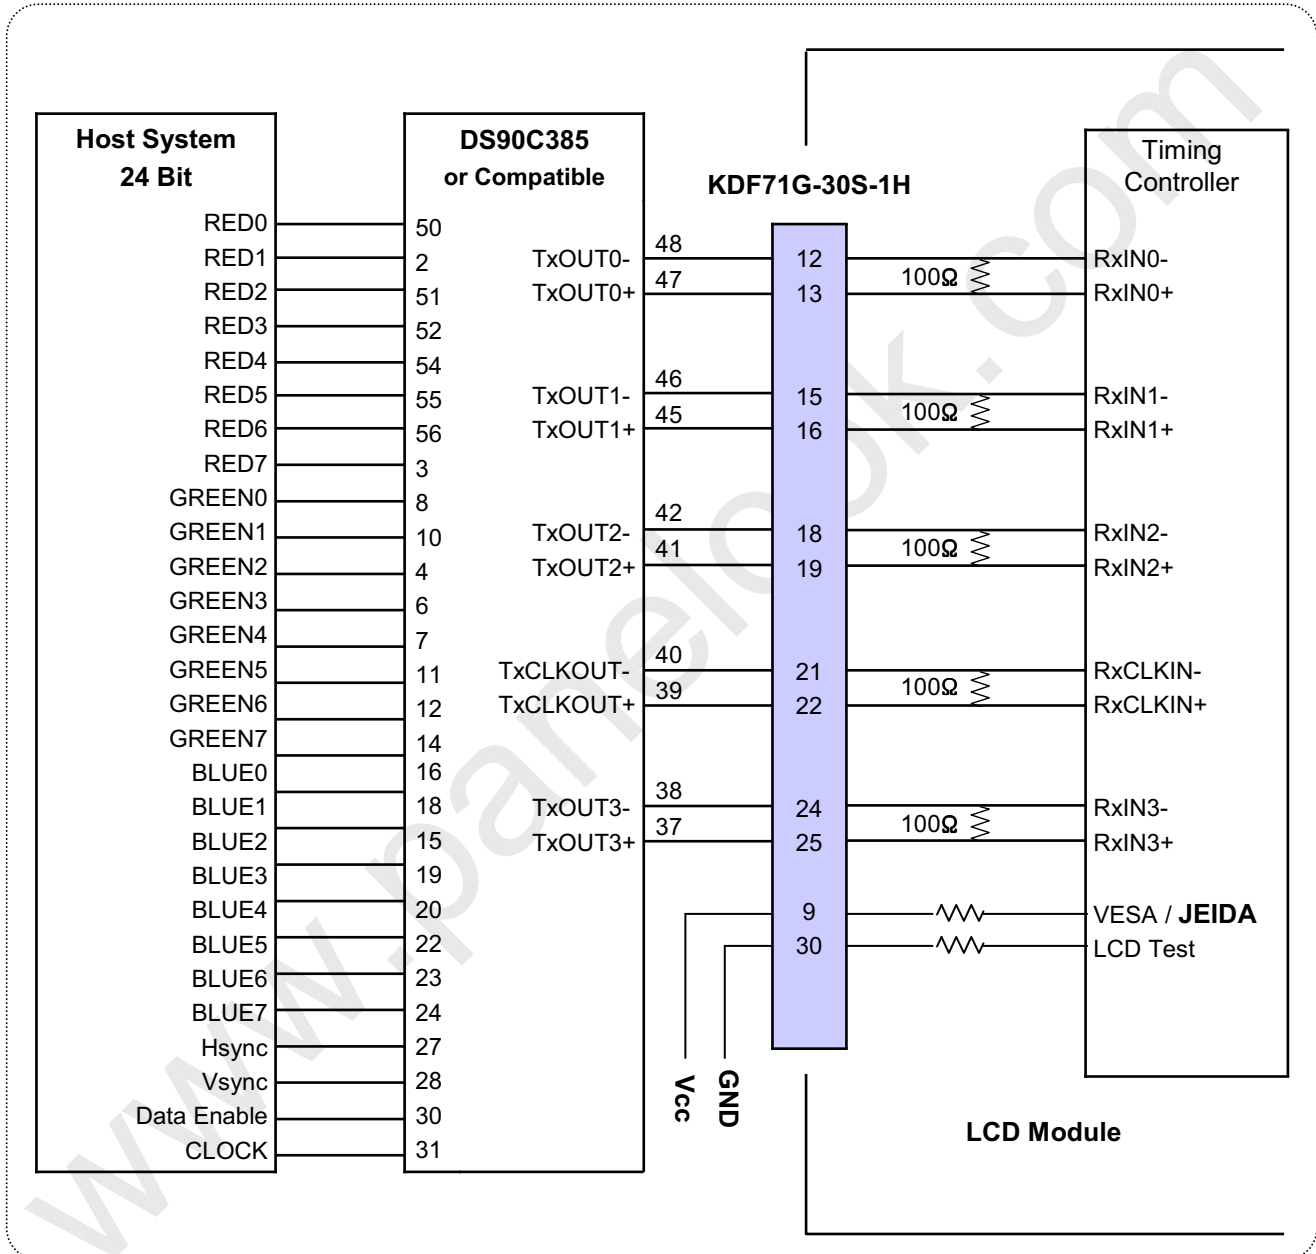 Host System
24 Bit
RED0
RED1
RED2
RED3
RED4
RED5
RED6
RED7
GREEN0
GREEN1
GREEN2
GREEN3
GREEN4
GREEN5
GREEN6
GREEN7
BLUE0
BLUE1
BLUE2
BLUE3
BLUE4
BLUE5
BLUE6
BLUE7
Hsync
Vsync
Data Enable
CLOCK
DS90C385
or Compatible
50
2
51
52
54
55
56
3
8
10
4
6
7
11
12
14
16
18
15
19
20
22
23
24
27
28
30
31
TxOUT0-
TxOUT0+
TxOUT1-
TxOUT1+
TxOUT2-
TxOUT2+
TxCLKOUT-
TxCLKOUT+
TxOUT3-
TxOUT3+
48
47
46
45
42
41
40
39
38
37
Vcc
GND
KDF71G-30S-1H
12
13
15
16
18
19
21
22
24
25
9
30
100Ω
100Ω
100Ω
100Ω
100Ω
Timing
Controller
RxIN0-
RxIN0+
RxIN1-
RxIN1+
RxIN2-
RxIN2+
RxCLKIN-
RxCLKIN+
RxIN3-
RxIN3+
VESA / JEIDA
LCD Test
LCD Module
www.panelook.com